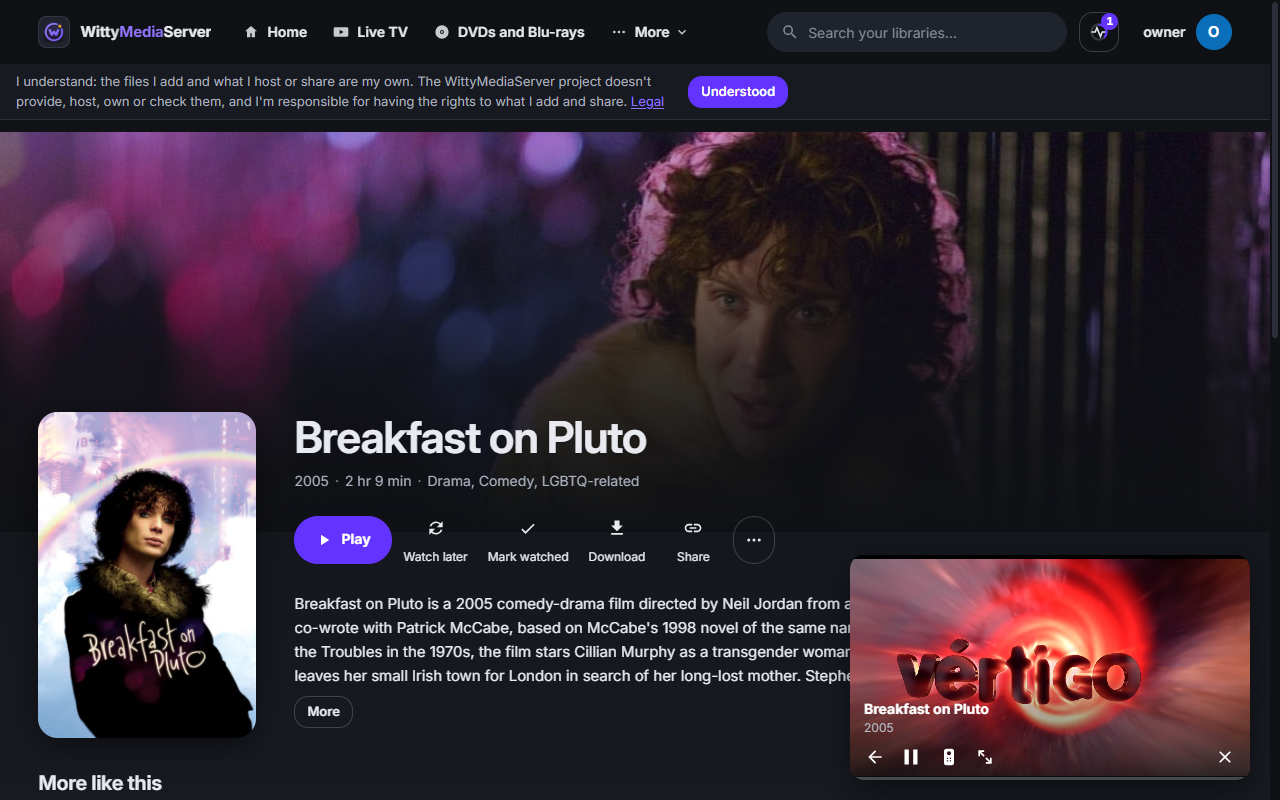 WittyMediaServer
Home
Live TV
DVDs and Blu-rays
More
Search your libraries...
1
owner
O
I understand: the files I add and what I host or share are my own. The WittyMediaServer project doesn't
provide, host, own or check them, and I'm responsible for having the rights to what I add and share. Legal
Understood
Breakfast on Pluto
2005 · 2 hr 9 min · Drama, Comedy, LGBTQ-related
Play
Watch later
Mark watched
Download
Share
Breakfast on
Pluto
Breakfast on Pluto is a 2005 comedy-drama film directed by Neil Jordan from a
co-wrote with Patrick McCabe, based on McCabe's 1998 novel of the same
the Troubles in the 1970s, the film stars Cillian Murphy as a transgender
leaves her small Irish town for London in search of her long-lost mother.
More
vértiGO
Breakfast on Pluto
2005
More like this